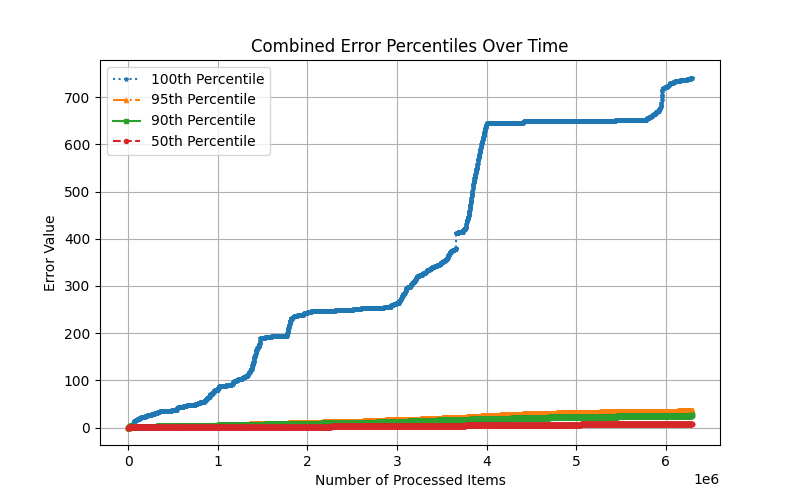 Combined Error Percentiles Over Time
100th Percentile
95th Percentile
90th Percentile
50th Percentile
Error Value
700
600
500
400
300
200
100
0
0 1 2 3 4 5 6
1e6
Number of Processed Items